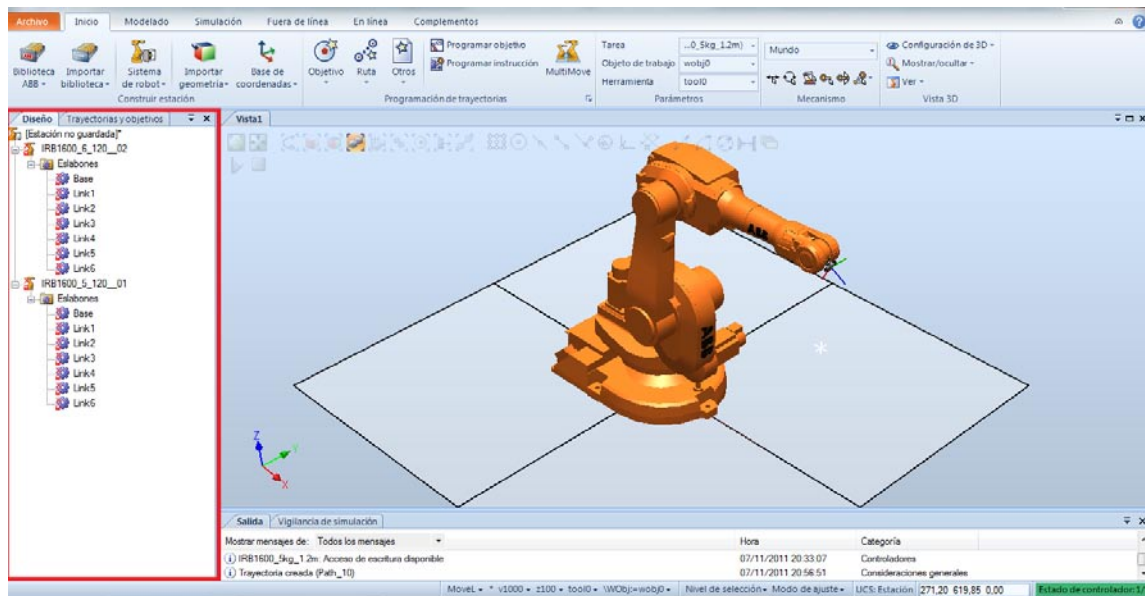 Archivo Inicio Modelado Simulación Fuera de línea En línea Complementos
Biblioteca ABB
Importar biblioteca
Sistema de robot
Importar geometría
Base de coordenadas
Construir estación
Objetivo
Ruta
Otros
Programar objetivo
Programar instrucción
MultiMove
Programación de trayectorias
Tarea ...0_5kg_1.2m)
Objeto de trabajo wobj0
Herramienta tool0
Parámetros
Mundo
Mecanismo
Configuración de 3D
Mostrar/ocultar
Ver
Vista 3D
Diseño Trayectorias y objetivos
[Estación no guardada]*
IRB1600_6_120__02
Eslabones
Base
Link1
Link2
Link3
Link4
Link5
Link6
IRB1600_5_120__01
Eslabones
Base
Link1
Link2
Link3
Link4
Link5
Link6
Vista1
ABB
ABB
Z
Y
X
Salida Vigilancia de simulación
Mostrar mensajes de: Todos los mensajes Hora Categoría
IRB1600_5kg_1.2m: Acceso de escritura disponible 07/11/2011 20:33:07 Controladores
Trayectoria creada (Path_10) 07/11/2011 20:56:51 Consideraciones generales
MoveL * v1000 z100 tool0 \WObj:=wobj0 Nivel de selección Modo de ajuste UCS: Estación 271,20 619,85 0,00 Estado de controlador: